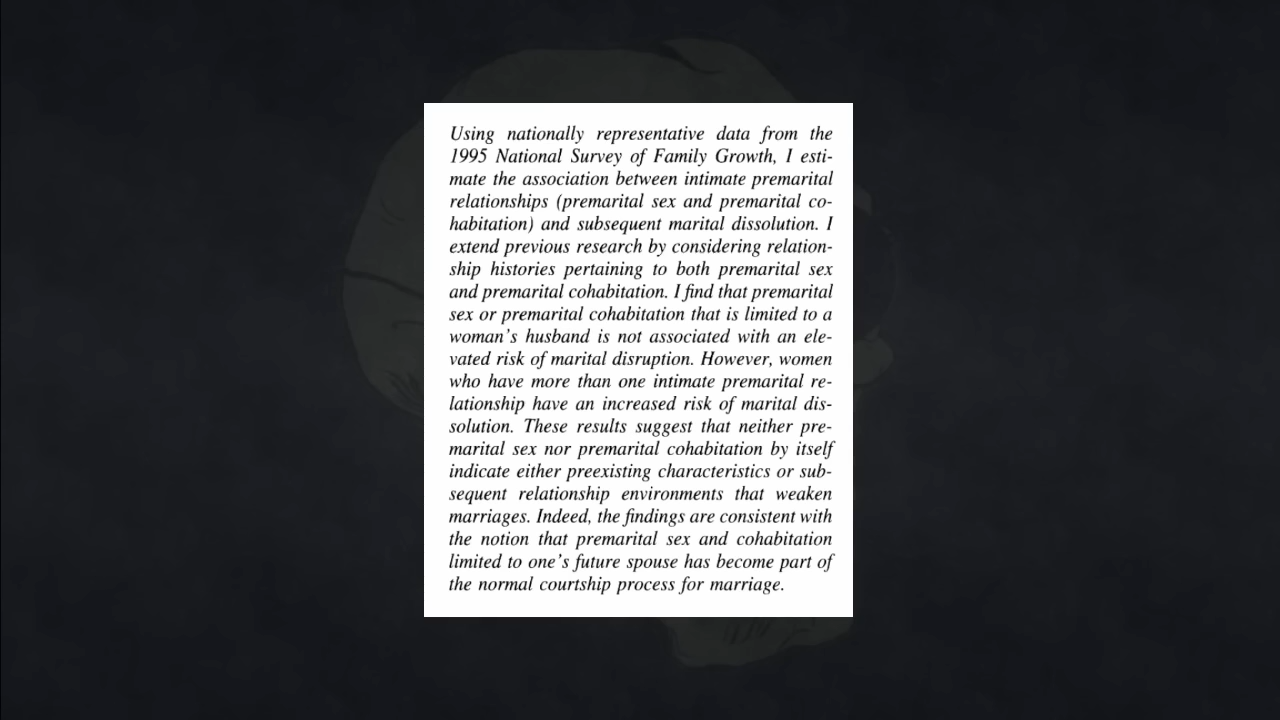 Using nationally representative data from the
1995 National Survey of Family Growth, I esti-
mate the association between intimate premarital
relationships (premarital sex and premarital co-
habitation) and subsequent marital dissolution. I
extend previous research by considering relation-
ship histories pertaining to both premarital sex
and premarital cohabitation. I find that premarital
sex or premarital cohabitation that is limited to a
woman's husband is not associated with an ele-
vated risk of marital disruption. However, women
who have more than one intimate premarital re-
lationship have an increased risk of marital dis-
solution. These results suggest that neither pre-
marital sex nor premarital cohabitation by itself
indicate either preexisting characteristics or sub-
sequent relationship environments that weaken
marriages. Indeed, the findings are consistent with
the notion that premarital sex and cohabitation
limited to one's future spouse has become part of
the normal courtship process for marriage.